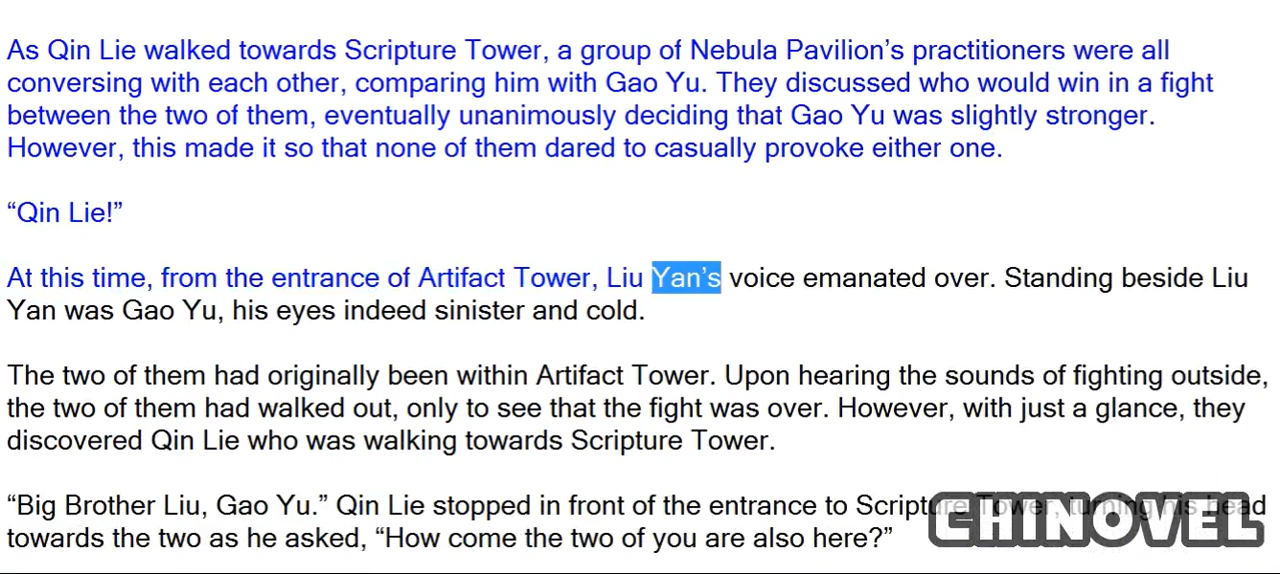 As Qin Lie walked towards Scripture Tower, a group of Nebula Pavilion’s practitioners were all
conversing with each other, comparing him with Gao Yu. They discussed who would win in a fight
between the two of them, eventually unanimously deciding that Gao Yu was slightly stronger.
However, this made it so that none of them dared to casually provoke either one.
“Qin Lie!”
At this time, from the entrance of Artifact Tower, Liu Yan’s voice emanated over. Standing beside Liu
Yan was Gao Yu, his eyes indeed sinister and cold.
The two of them had originally been within Artifact Tower. Upon hearing the sounds of fighting outside,
the two of them had walked out, only to see that the fight was over. However, with just a glance, they
discovered Qin Lie who was walking towards Scripture Tower.
“Big Brother Liu, Gao Yu.” Qin Lie stopped in front of the entrance to Scripture Tower, turning his head
towards the two as he asked, “How come the two of you are also here?”
CHINOVEL